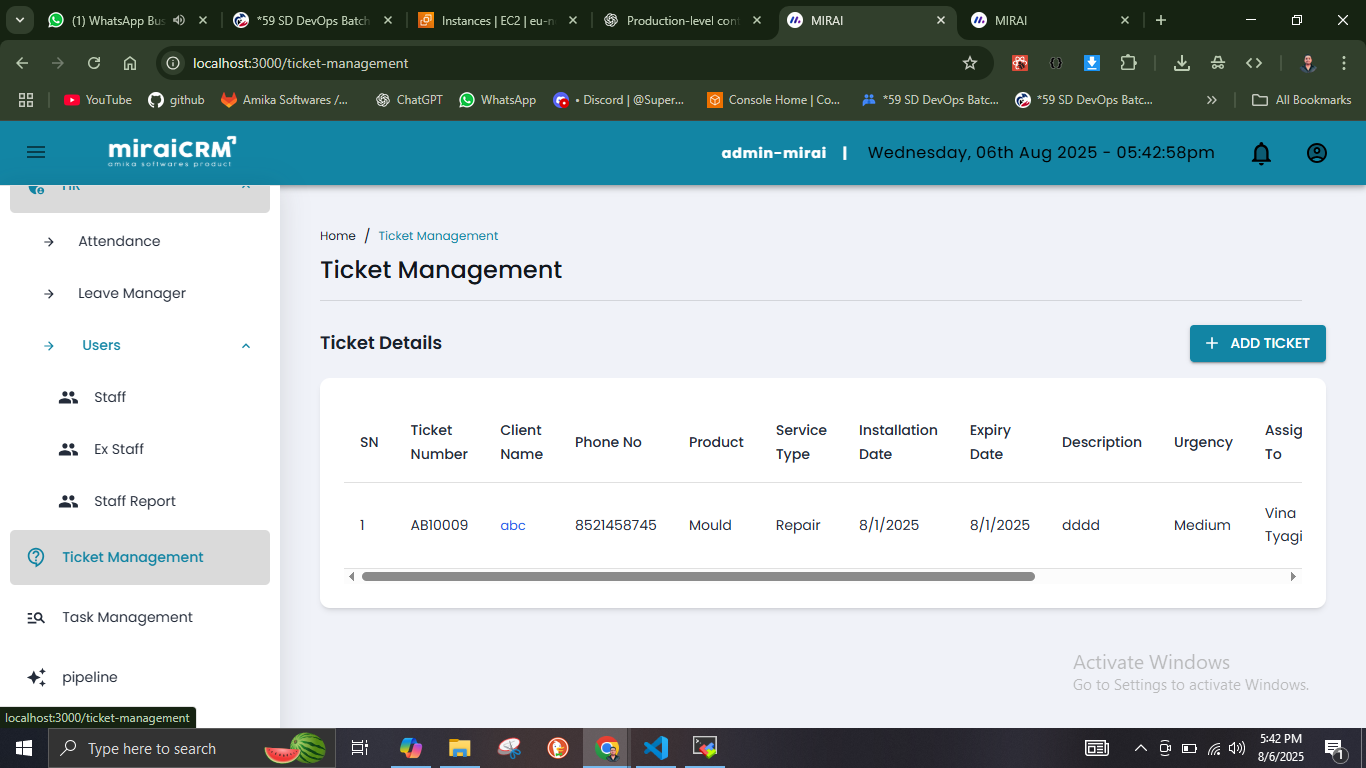 (1) WhatsApp Bus
*59 SD DevOps Batch
Instances | EC2 | eu-n
Production-level con
MIRAI
MIRAI
localhost:3000/ticket-management
YouTube
github
Amika Softwares /...
ChatGPT
WhatsApp
• Discord | @Super...
Console Home | Co...
*59 SD DevOps Batc...
*59 SD DevOps Batc...
All Bookmarks
miraiCRM
amika softwares product
admin-mirai | Wednesday, 06th Aug 2025 - 05:42:58pm
HR
Attendance
Leave Manager
Users
Staff
Ex Staff
Staff Report
Ticket Management
Task Management
pipeline
localhost:3000/ticket-management
Home / Ticket Management
Ticket Management
Ticket Details
+ ADD TICKET
SN
Ticket
Number
Client
Name
Phone No
Product
Service
Type
Installation
Date
Expiry
Date
Description
Urgency
Assig
To
1
AB10009
abc
8521458745
Mould
Repair
8/1/2025
8/1/2025
dddd
Medium
Vina
Tyagi
Activate Windows
Go to Settings to activate Windows.
Type here to search
5:42 PM
8/6/2025
1